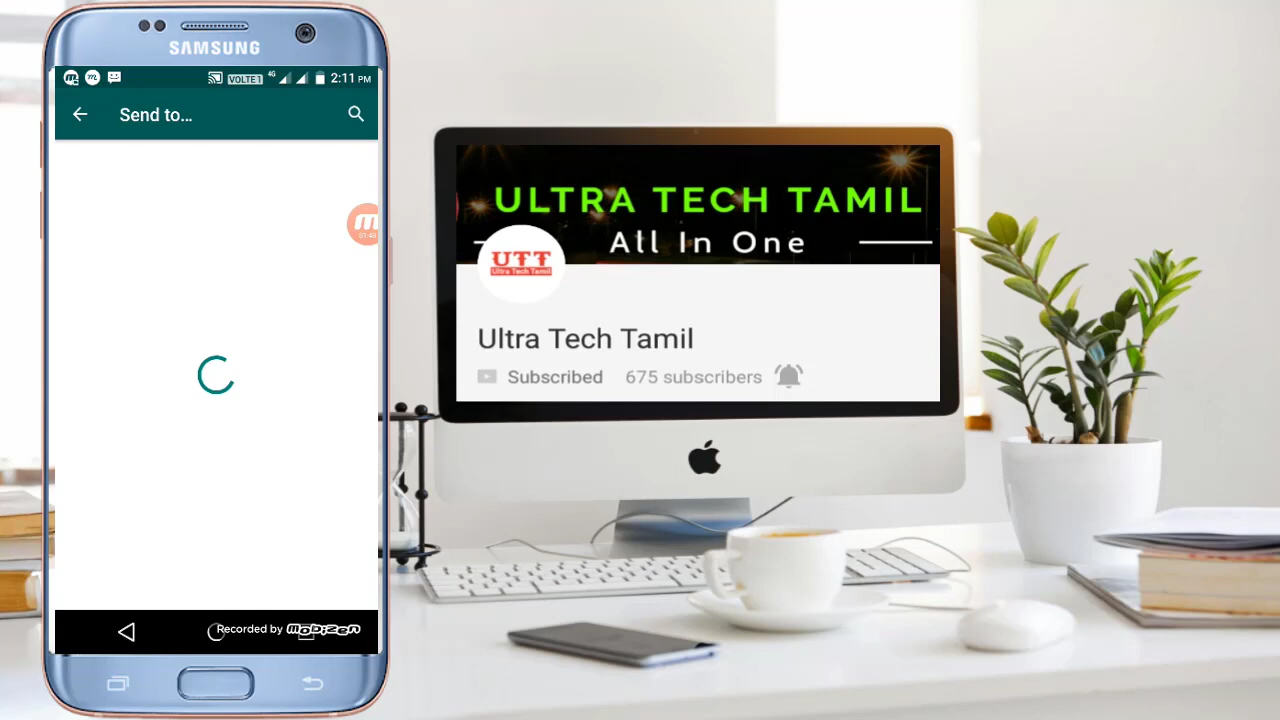 SAMSUNG
VOLTE1 4G 2:11 PM
Send to...
Recorded by mobizen
ULTRA TECH TAMIL
All In One
UTT
Ultra Tech Tamil
Ultra Tech Tamil
Subscribed 675 subscribers